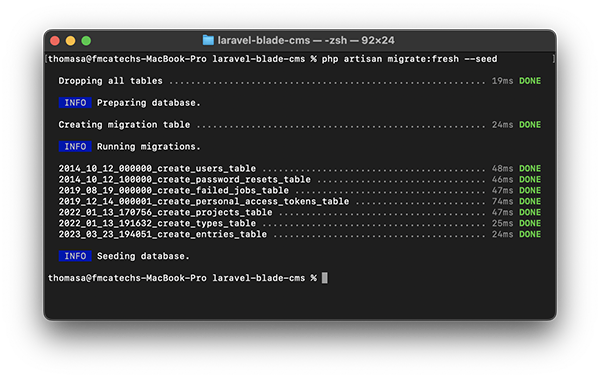 laravel-blade-cms — -zsh — 92×24
[thomasa@fmcatechs-MacBook-Pro laravel-blade-cms % php artisan migrate:fresh --seed ]
Dropping all tables ........................................................ 19ms DONE
INFO Preparing database.
Creating migration table ................................................... 24ms DONE
INFO Running migrations.
2014_10_12_000000_create_users_table ....................................... 48ms DONE
2014_10_12_100000_create_password_resets_table ............................. 46ms DONE
2019_08_19_000000_create_failed_jobs_table ................................. 47ms DONE
2019_12_14_000001_create_personal_access_tokens_table ...................... 74ms DONE
2022_01_13_170756_create_projects_table .................................... 47ms DONE
2022_01_13_191632_create_types_table ....................................... 25ms DONE
2023_03_23_194051_create_entries_table ..................................... 24ms DONE
INFO Seeding database.
thomasa@fmcatechs-MacBook-Pro laravel-blade-cms %